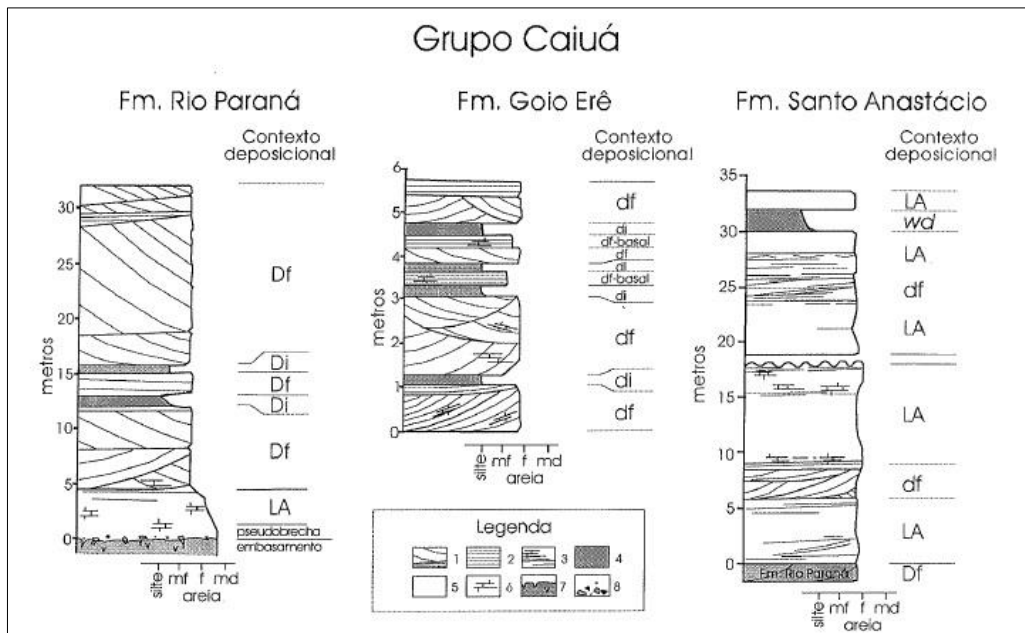 Grupo Caiuá
Fm. Rio Paraná
Contexto
deposicional
metros
30
25
20
15
10
5
0
Df
Di
Df
Di
Df
LA
pseudobrecha
embasamento
silte
mf
f
md
areia
Fm. Goio Erê
Contexto
deposicional
metros
6
5
4
3
2
1
0
df
di
df-basal
df
di
df-basal
di
df
di
df
silte
mf
f
md
areia
Fm. Santo Anastácio
Contexto
deposicional
metros
35
30
25
20
15
10
5
0
LA
wd
LA
df
LA
LA
df
LA
Df
Fm. Rio Paraná
silte
mf
f
md
areia
Legenda
1 2 3 4
5 6 7 8